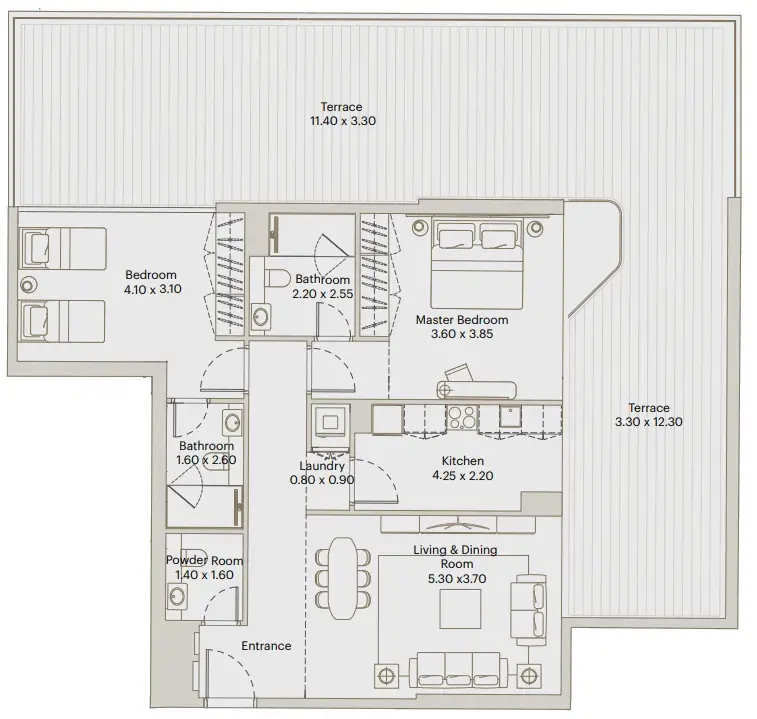 Terrace
11.40 x 3.30
Bedroom
4.10 x 3.10
Bathroom
2.20 x 2.55
Master Bedroom
3.60 x 3.85
Terrace
3.30 x 12.30
Bathroom
1.60 x 2.60
Laundry
0.80 x 0.90
Kitchen
4.25 x 2.20
Living & Dining
Room
5.30 x3.70
Powder Room
1.40 x 1.60
Entrance